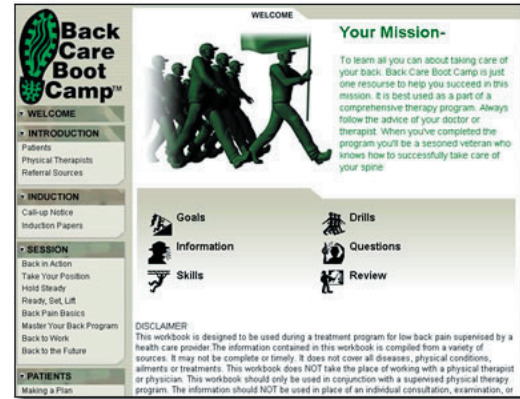 Back
Care
Boot
Camp™
WELCOME
INTRODUCTION
Patients
Physical Therapists
Referral Sources
INDUCTION
Call-up Notice
Induction Papers
SESSION
Back in Action
Take Your Position
Hold Steady
Ready, Set, Lift
Back Pain Basics
Master Your Back Program
Back to Work
Back to the Future
PATIENTS
Making a Plan
WELCOME
Your Mission-
To learn all you can about taking care of
your back. Back Care Boot Camp is just
one resourse to help you succeed in this
mission. It is best used as a part of a
comprehensive therapy program. Always
follow the advice of your doctor or
therapist. When you've completed the
program you'll be a sesoned veteran who
knows how to successfully take care of
your spine
Goals
Drills
Information
Questions
Skills
Review
DISCLAIMER
This workbook is designed to be used during a treatment program for low back pain supervised by a
health care provider.The information contained in this workbook is compiled from a variety of
sources. It may not be complete or timely. It does not cover all diseases, physical conditions,
ailments or treatments. This workbook does NOT take the place of working with a physical therapist
or physician. This workbook should only be used in conjunction with a supervised physical therapy
program. The information should NOT be used in place of an individual consultation, examination, or